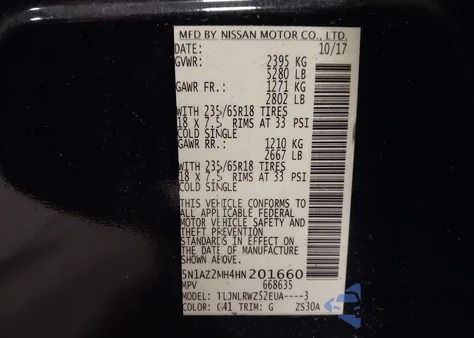 MFD BY NISSAN MOTOR CO., LTD.
DATE: 10/17
GVWR: 2395 KG
5280 LB
GAWR FR.: 1271 KG
2802 LB
WITH 235/65R18 TIRES
18 X 7.5 RIMS AT 33 PSI
COLD SINGLE
GAWR RR.: 1210 KG
2667 LB
WITH 235/65R18 TIRES
18 X 7.5 RIMS AT 33 PSI
COLD SINGLE
THIS VEHICLE CONFORMS TO
ALL APPLICABLE FEDERAL
MOTOR VEHICLE SAFETY AND
THEFT PREVENTION
STANDARDS IN EFFECT ON
THE DATE OF MANUFACTURE
SHOWN ABOVE.
5N1AZ2MH4HN201660
MPV 668635
MODEL: TLJNLRWZ52EUA----3
COLOR: G41 TRIM: G ZS30A